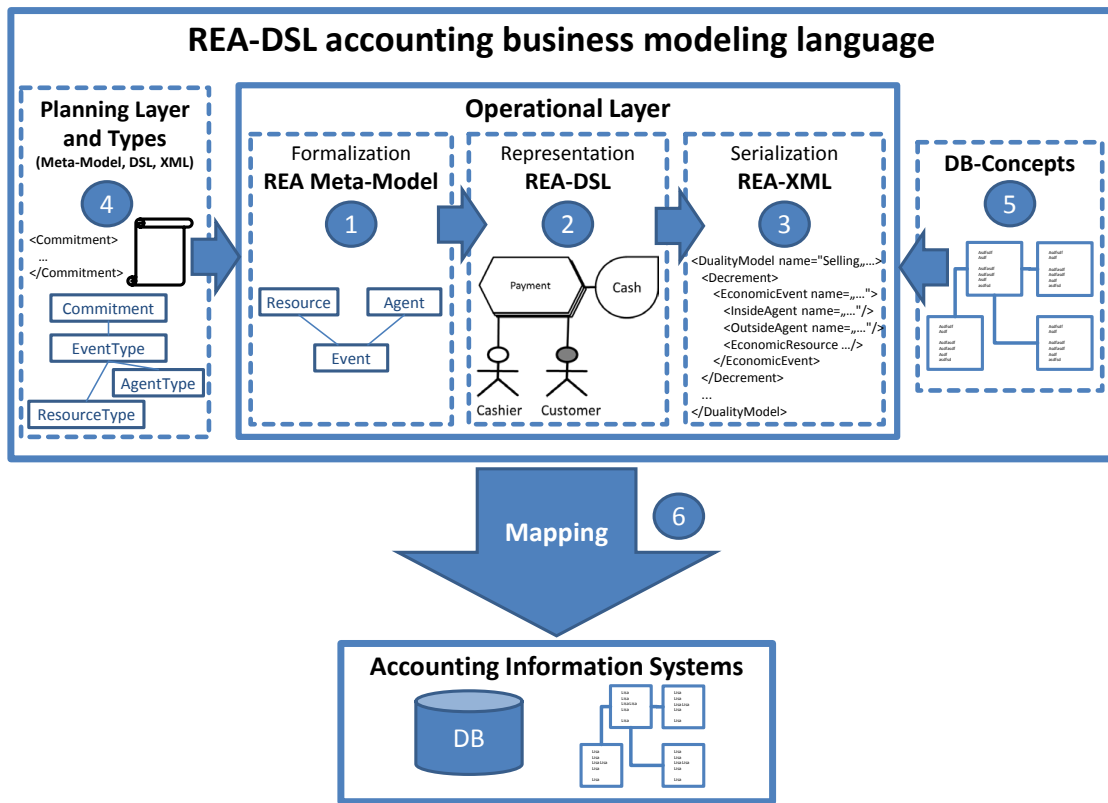 REA-DSL accounting business modeling language
Planning Layer
and Types
(Meta-Model, DSL, XML)
4
<Commitment>
...
</Commitment>
Commitment
EventType
AgentType
ResourceType
Operational Layer
Formalization
REA Meta-Model
1
Resource
Agent
Event
Representation
REA-DSL
2
Payment
Cash
Cashier
Customer
Serialization
REA-XML
3
<DualityModel name="Selling„…>
<Decrement>
<EconomicEvent name=„…">
<InsideAgent name=„…"/>
<OutsideAgent name=„…"/>
<EconomicResource .../>
</EconomicEvent>
</Decrement>
...
</DualityModel>
DB-Concepts
5
Mapping
6
Accounting Information Systems
DB